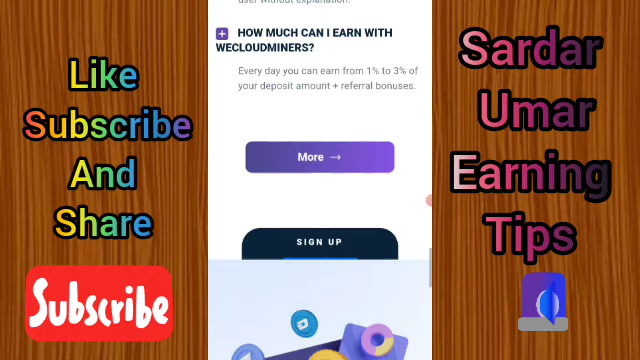 Like
Subscribe
And
Share
Subscribe
user without explanation.
HOW MUCH CAN I EARN WITH
WECLOUDMINERS?
Every day you can earn from 1% to 3% of
your deposit amount + referral bonuses.
More →
SIGN UP
Sardar
Umar
Earning
Tips